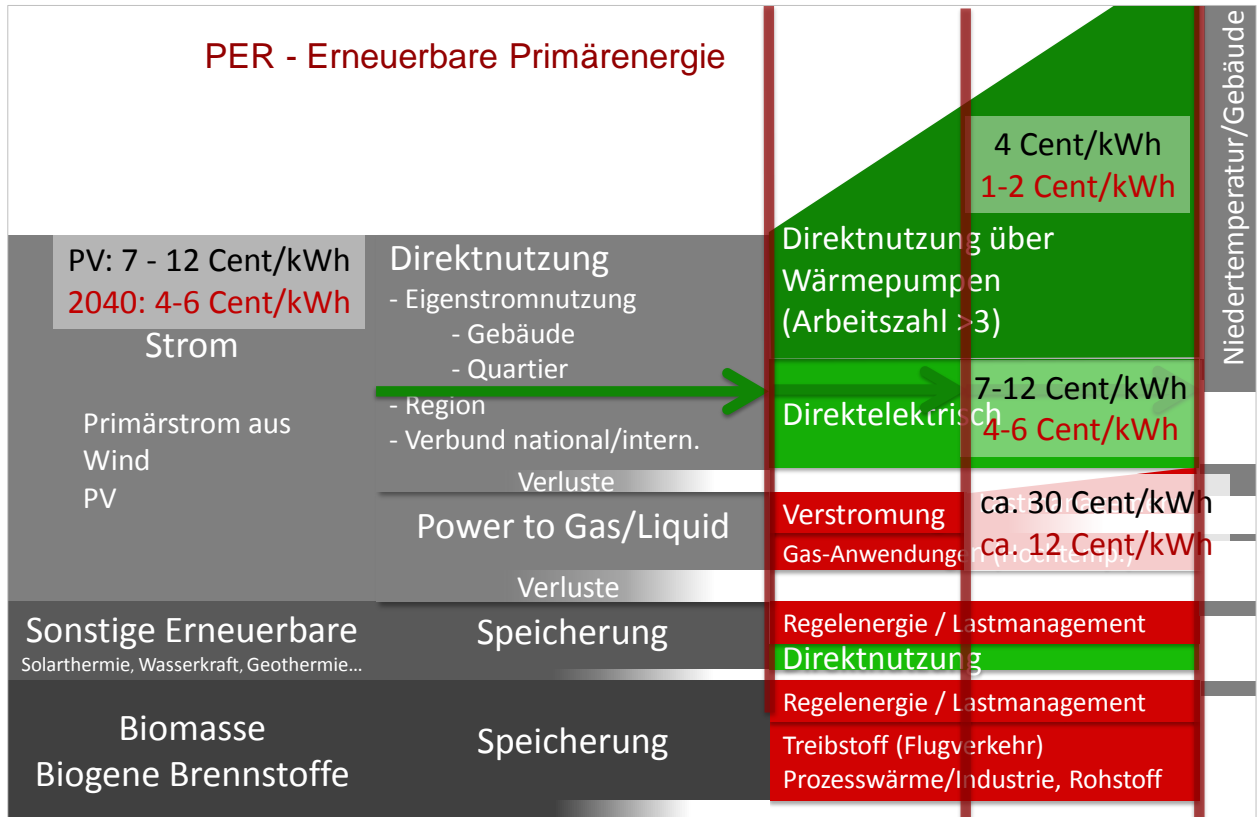 PER - Erneuerbare Primärenergie
Niedertemperatur/Gebäude
4 Cent/kWh
1-2 Cent/kWh
PV: 7 - 12 Cent/kWh
2040: 4-6 Cent/kWh
Strom
Primärstrom aus
Wind
PV
Direktnutzung
- Eigenstromnutzung
- Gebäude
- Quartier
- Region
- Verbund national/intern.
Direktnutzung über
Wärmepumpen
(Arbeitszahl >3)
Direktelektrisch
7-12 Cent/kWh
4-6 Cent/kWh
Verluste
Power to Gas/Liquid
Verluste
Verstromung
Gas-Anwendungen (Hochtemp.)
ca. 30 Cent/kWh
ca. 12 Cent/kWh
Sonstige Erneuerbare
Solarthermie, Wasserkraft, Geothermie...
Speicherung
Regelenergie / Lastmanagement
Direktnutzung
Biomasse
Biogene Brennstoffe
Speicherung
Regelenergie / Lastmanagement
Treibstoff (Flugverkehr)
Prozesswärme/Industrie, Rohstoff